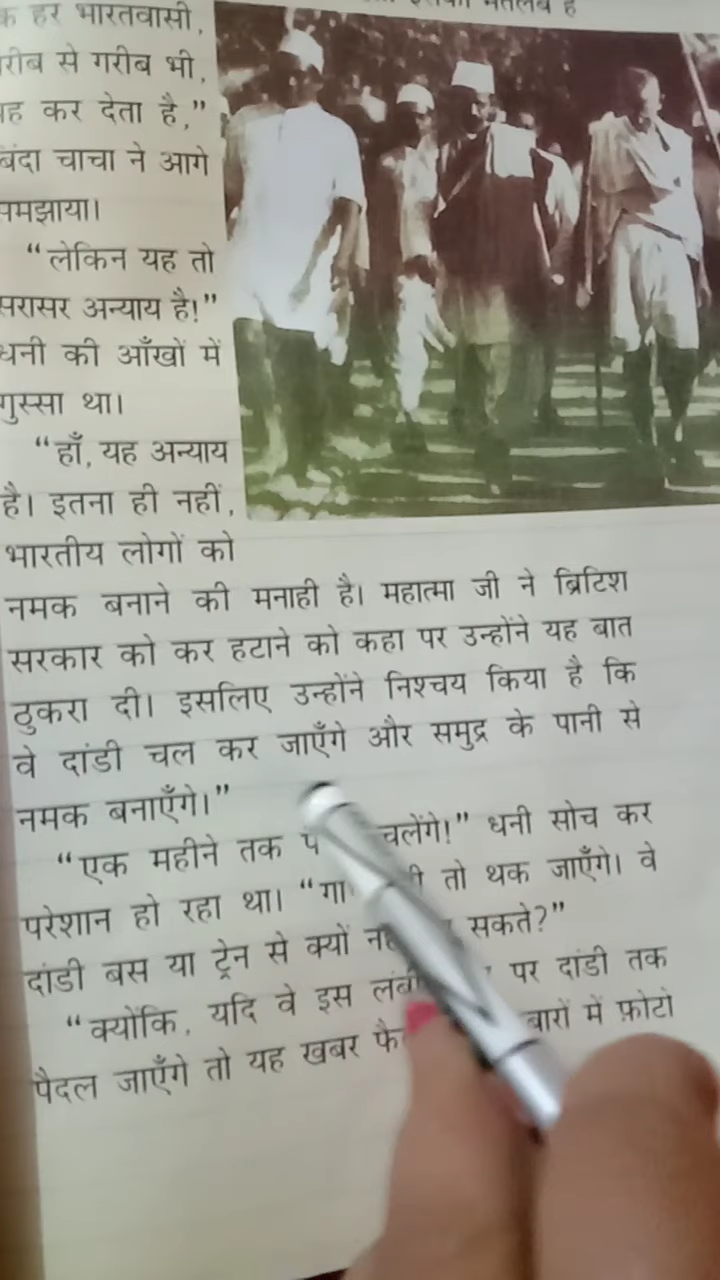 मतलब है
हर भारतवासी,
से गरीब भी,
कर देता है,”
चाचा ने आगे
समझाया।
“लेकिन यह तो
सरासर अन्याय है!”
धनी की आँखों में
गुस्सा था।
“हाँ, यह अन्याय
है। इतना ही नहीं,
भारतीय लोगों को
नमक बनाने की मनाही है। महात्मा जी ने ब्रिटिश
सरकार को कर हटाने को कहा पर उन्होंने यह बात
ठुकरा दी। इसलिए उन्होंने निश्चय किया है कि
वे दांडी चल कर जाएँगे और समुद्र के पानी से
नमक बनाएँगे।”
“एक महीने तक चलेंगे!” धनी सोच कर
परेशान हो रहा था। “ तो थक जाएँगे। वे
दांडी बस या ट्रेन से क्यों सकते?”
“क्योंकि, यदि वे इस पर दांडी तक
पैदल जाएँगे तो यह खबर में फ़ोटो